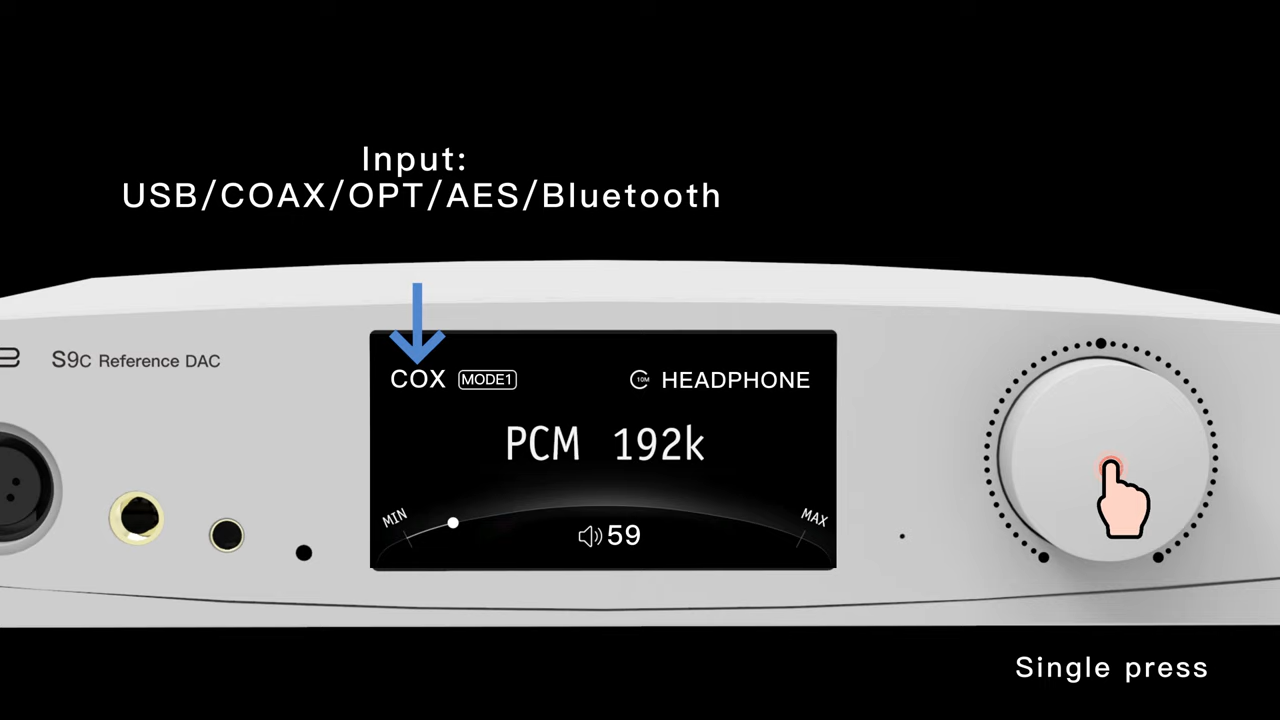 Input:
USB/COAX/OPT/AES/Bluetooth
S9C Reference DAC
COX MODE1 10M HEADPHONE
PCM 192k
MIN MAX
59
Single press